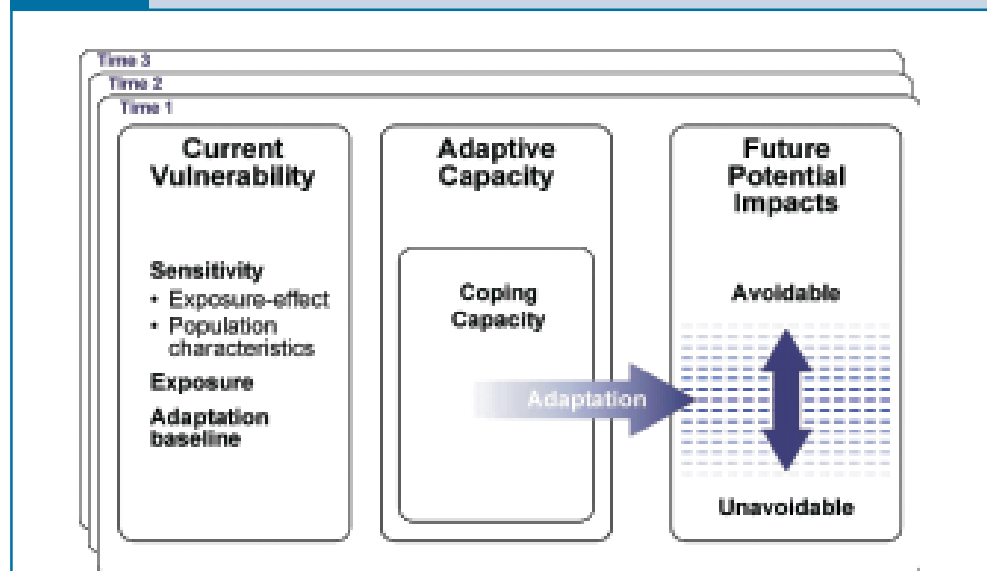 Time 3
Time 2
Time 1
Current
Vulnerability
Sensitivity
• Exposure-effect
• Population
characteristics
Exposure
Adaptation
baseline
Adaptive
Capacity
Coping
Capacity
Adaptation
Future
Potential
Impacts
Avoidable
Unavoidable